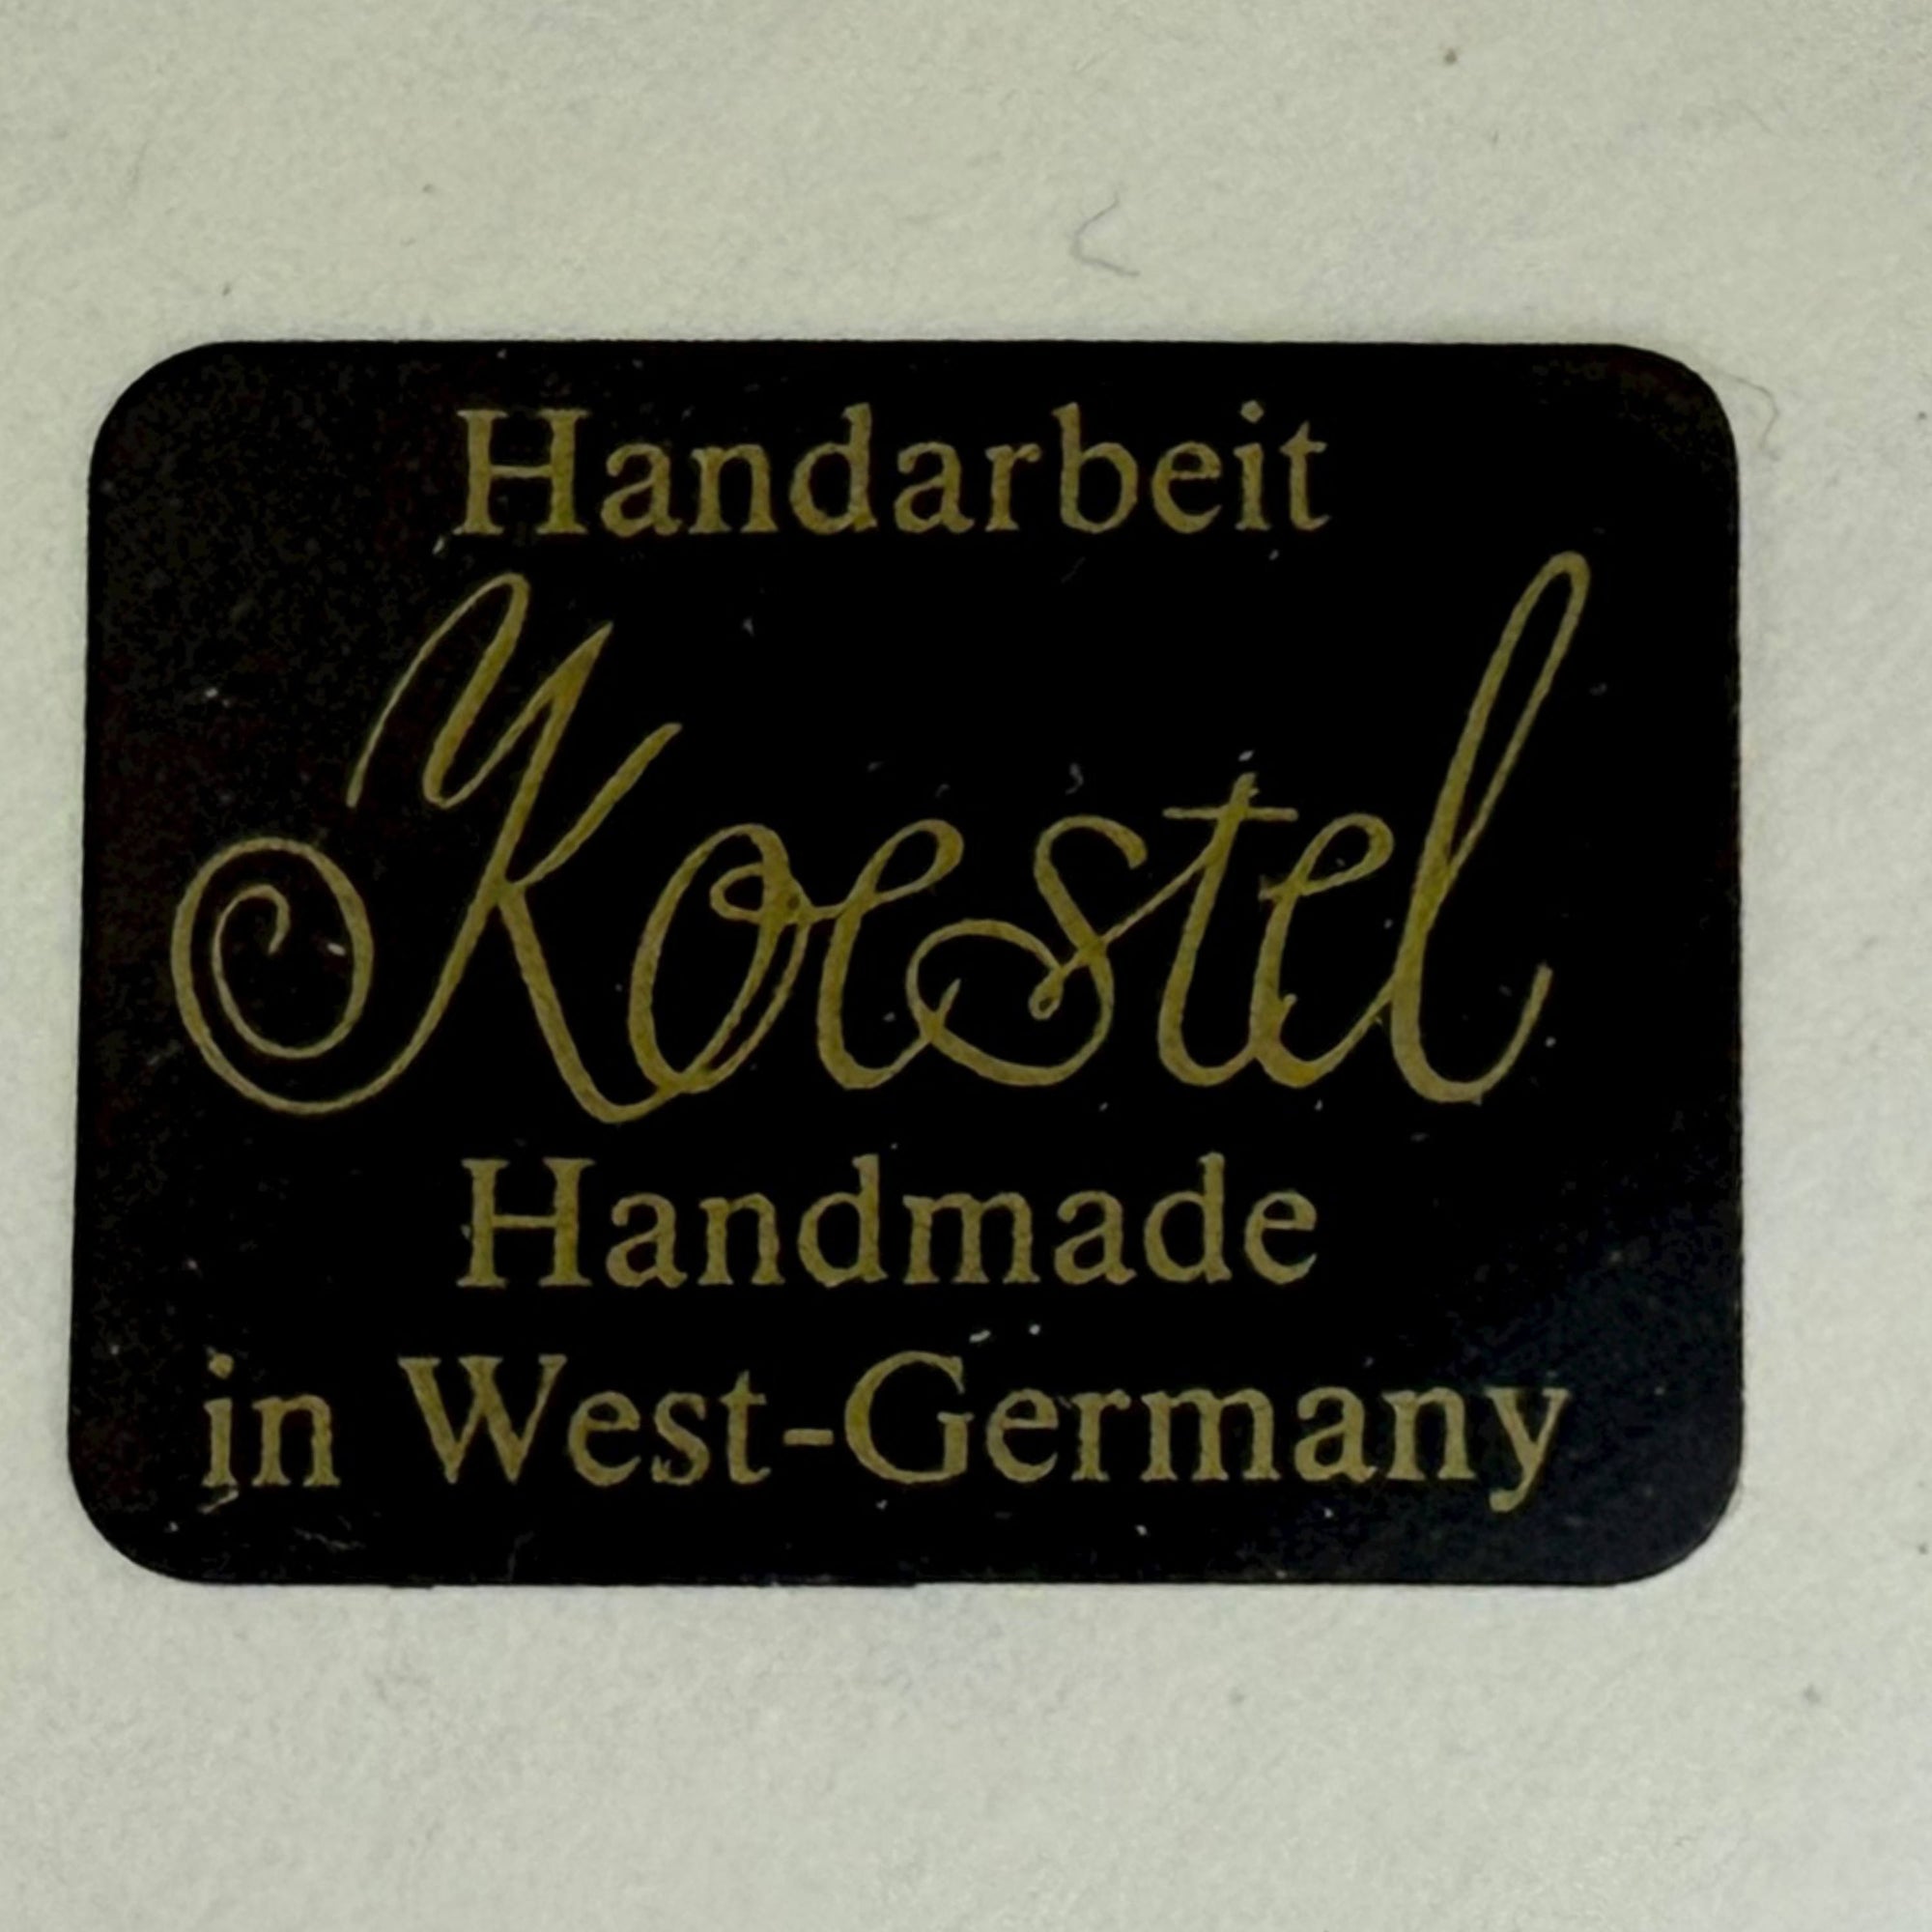 Handarbeit
Koestel
Handmade
in West-Germany